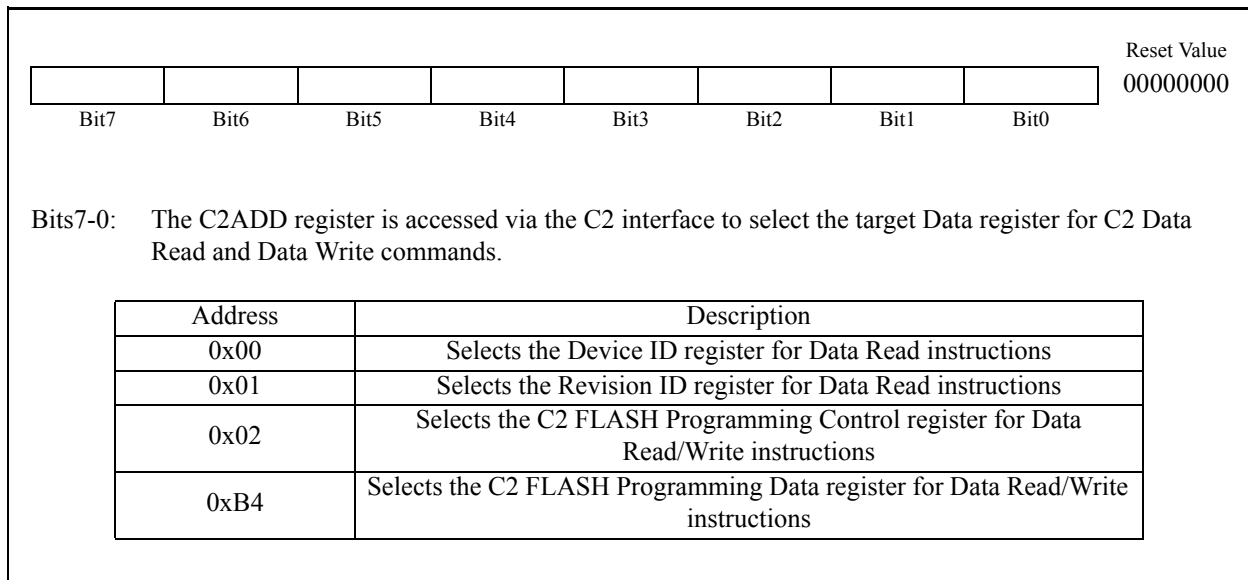 Reset Value
00000000
Bit7 Bit6 Bit5 Bit4 Bit3 Bit2 Bit1 Bit0
Bits7-0: The C2ADD register is accessed via the C2 interface to select the target Data register for C2 Data
Read and Data Write commands.
Address Description
0x00 Selects the Device ID register for Data Read instructions
0x01 Selects the Revision ID register for Data Read instructions
0x02 Selects the C2 FLASH Programming Control register for Data
Read/Write instructions
0xB4 Selects the C2 FLASH Programming Data register for Data Read/Write
instructions